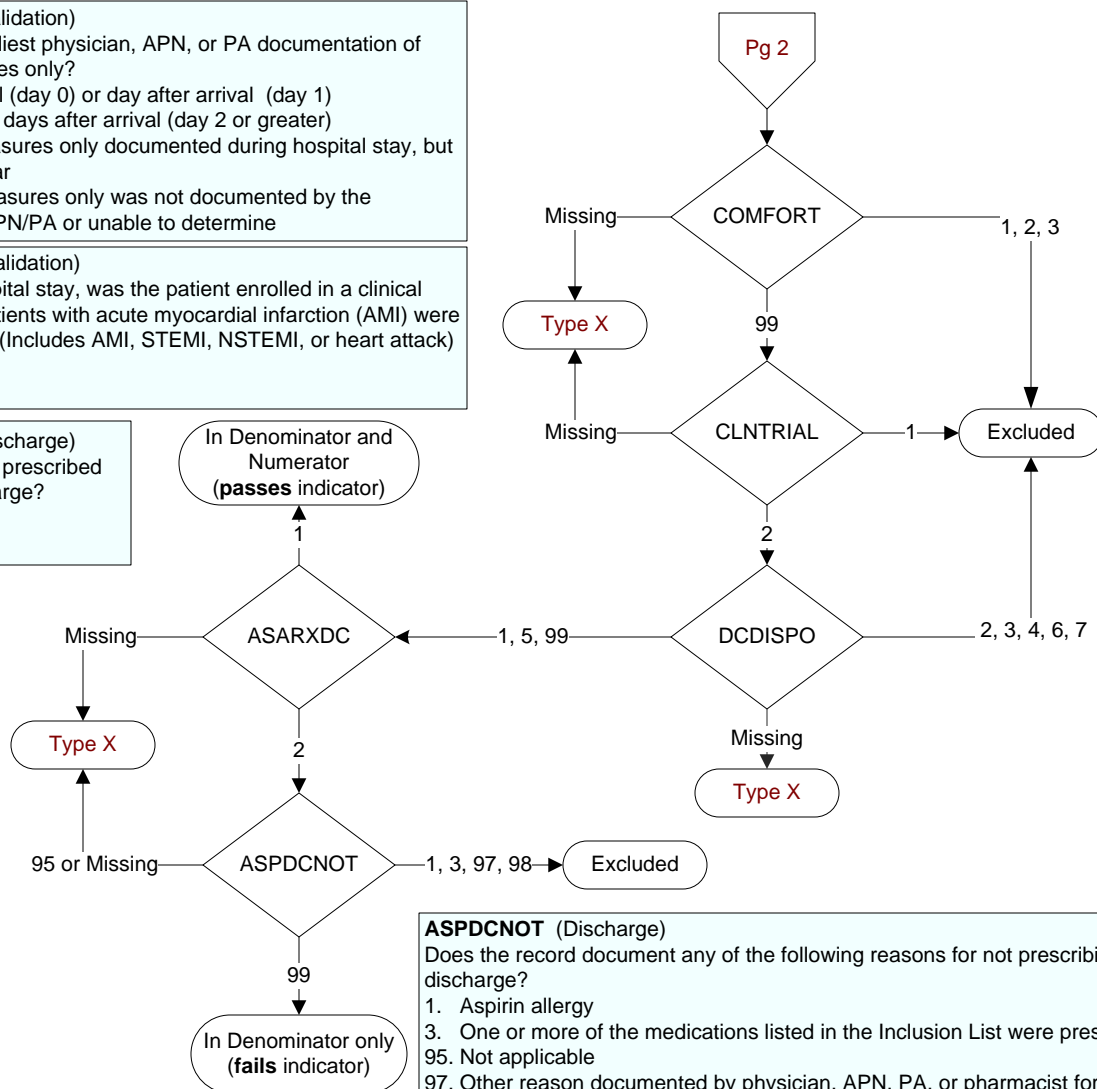 alidation)
liest physician, APN, or PA documentation of
es only?
l (day 0) or day after arrival (day 1)
days after arrival (day 2 or greater)
asures only documented during hospital stay, but
ar
easures only was not documented by the
PN/PA or unable to determine
alidation)
pital stay, was the patient enrolled in a clinical
tients with acute myocardial infarction (AMI) were
(Includes AMI, STEMI, NSTEMI, or heart attack)
scharge)
prescribed
arge?
Pg 2
COMFORT
Missing
1, 2, 3
Type X
99
CLNTRIAL
Missing
1
Excluded
2
DCDISPO
2, 3, 4, 6, 7
1, 5, 99
Missing
Type X
In Denominator and
Numerator
(passes indicator)
1
ASARXDC
Missing
Type X
2
ASPDCNOT
95 or Missing
1, 3, 97, 98
Excluded
99
In Denominator only
(fails indicator)
ASPDCNOT (Discharge)
Does the record document any of the following reasons for not prescribi
discharge?
1. Aspirin allergy
3. One or more of the medications listed in the Inclusion List were pres
95. Not applicable
97. Other reason documented by physician, APN, PA, or pharmacist for